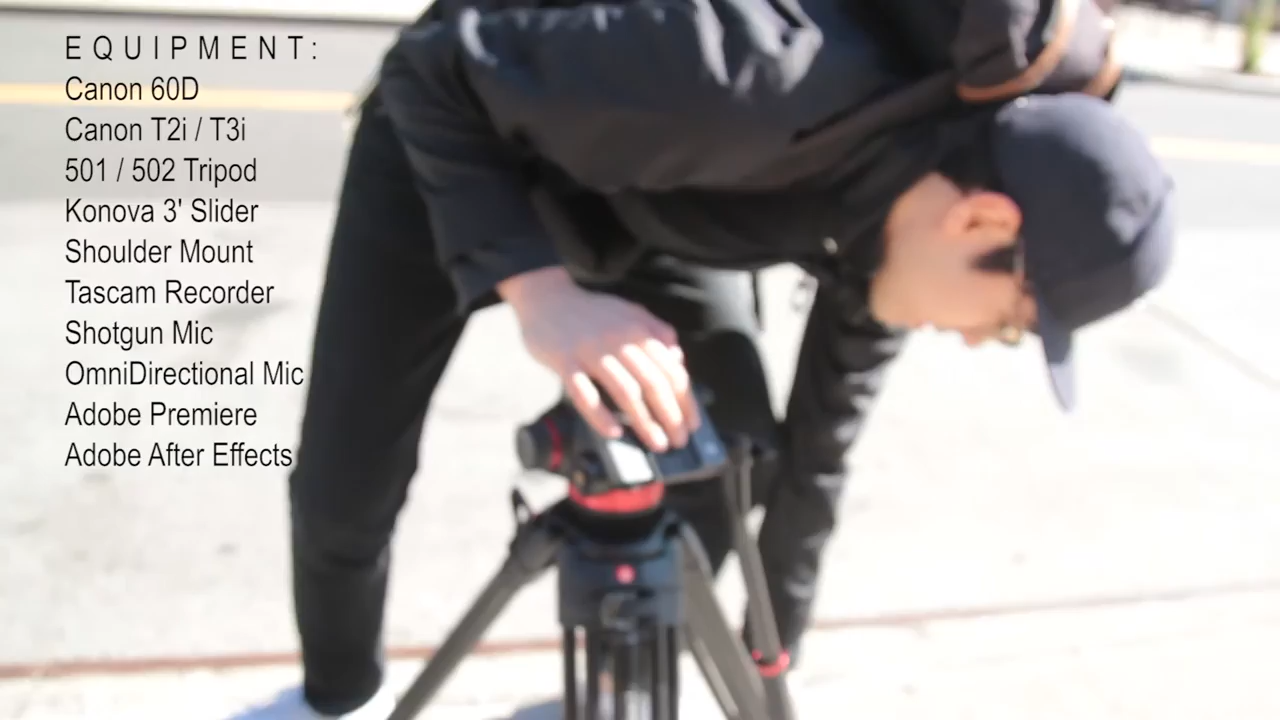 EQUIPMENT:
Canon 60D
Canon T2i / T3i
501 / 502 Tripod
Konova 3' Slider
Shoulder Mount
Tascam Recorder
Shotgun Mic
OmniDirectional Mic
Adobe Premiere
Adobe After Effects